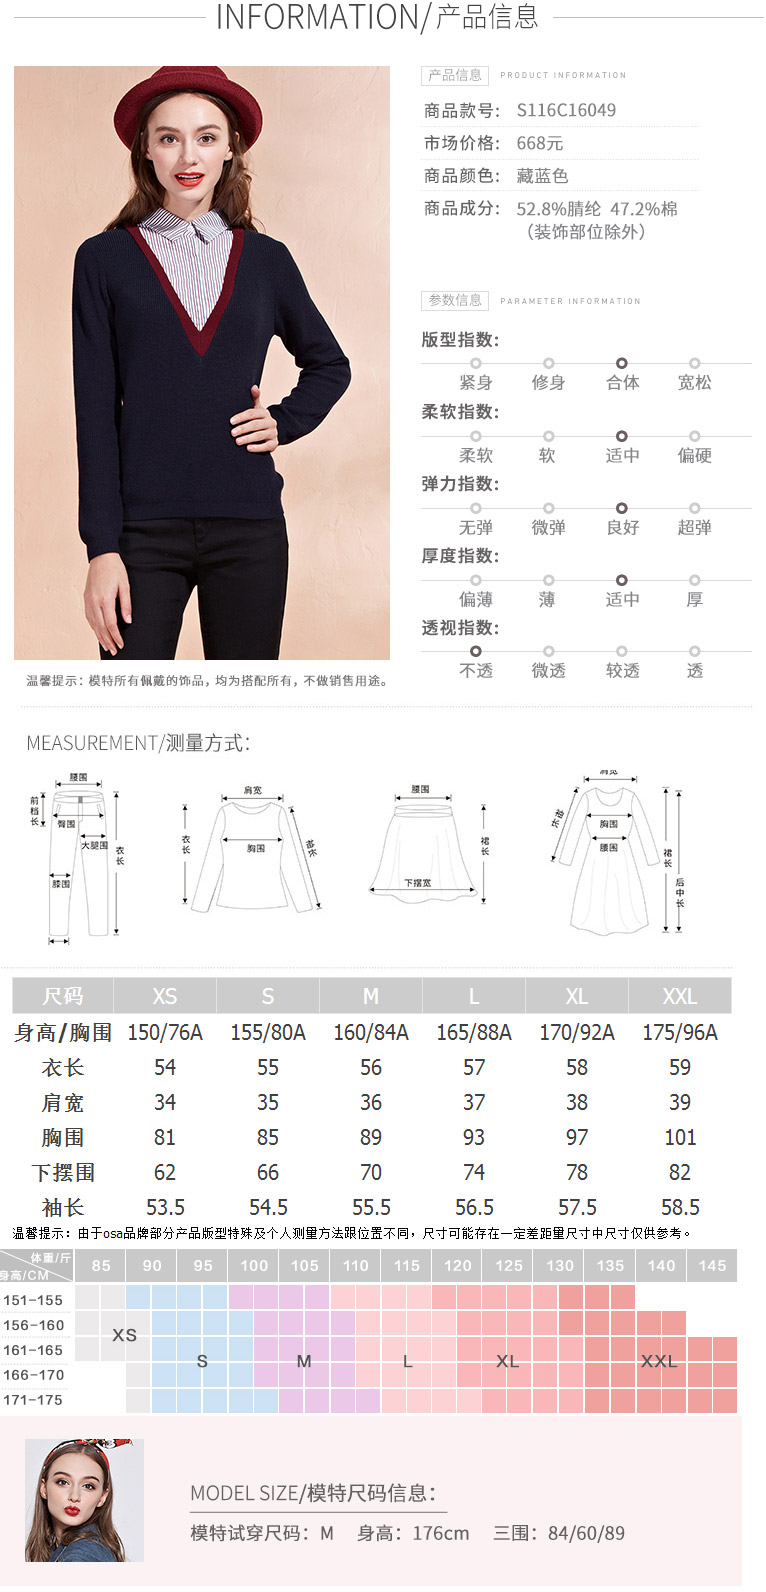 INFORMATION/产品信息
产品信息 PRODUCT INFORMATION
商品款号: S116C16049
市场价格: 668元
商品颜色: 藏蓝色
商品成分: 52.8%腈纶 47.2%棉
（装饰部位除外）
参数信息 PARAMETER INFORMATION
版型指数:
紧身 修身 合体 宽松
柔软指数:
柔软 软 适中 偏硬
弹力指数:
无弹 微弹 良好 超弹
厚度指数:
偏薄 薄 适中 厚
透视指数:
不透 微透 较透 透
温馨提示：模特所有佩戴的饰品，均为搭配所有，不做销售用途。
MEASUREMENT/测量方式:
腰围
前档长
臀围
大腿围
衣长
膝围
肩宽
衣长
胸围
袖长
腰围
裙长
下摆宽
肩宽
袖长
胸围
腰围
裙长
后中长
尺码 XS S M L XL XXL
身高/胸围 150/76A 155/80A 160/84A 165/88A 170/92A 175/96A
衣长 54 55 56 57 58 59
肩宽 34 35 36 37 38 39
胸围 81 85 89 93 97 101
下摆围 62 66 70 74 78 82
袖长 53.5 54.5 55.5 56.5 57.5 58.5
温馨提示：由于osa品牌部分产品版型特殊及个人测量方法跟位置不同，尺寸可能存在一定差距量尺寸中尺寸仅供参考。
体重/斤 85 90 95 100 105 110 115 120 125 130 135 140 145
身高/CM
151-155
156-160
XS
161-165
S M L XL XXL
166-170
171-175
MODEL SIZE/模特尺码信息：
模特试穿尺码：M 身高：176cm 三围：84/60/89